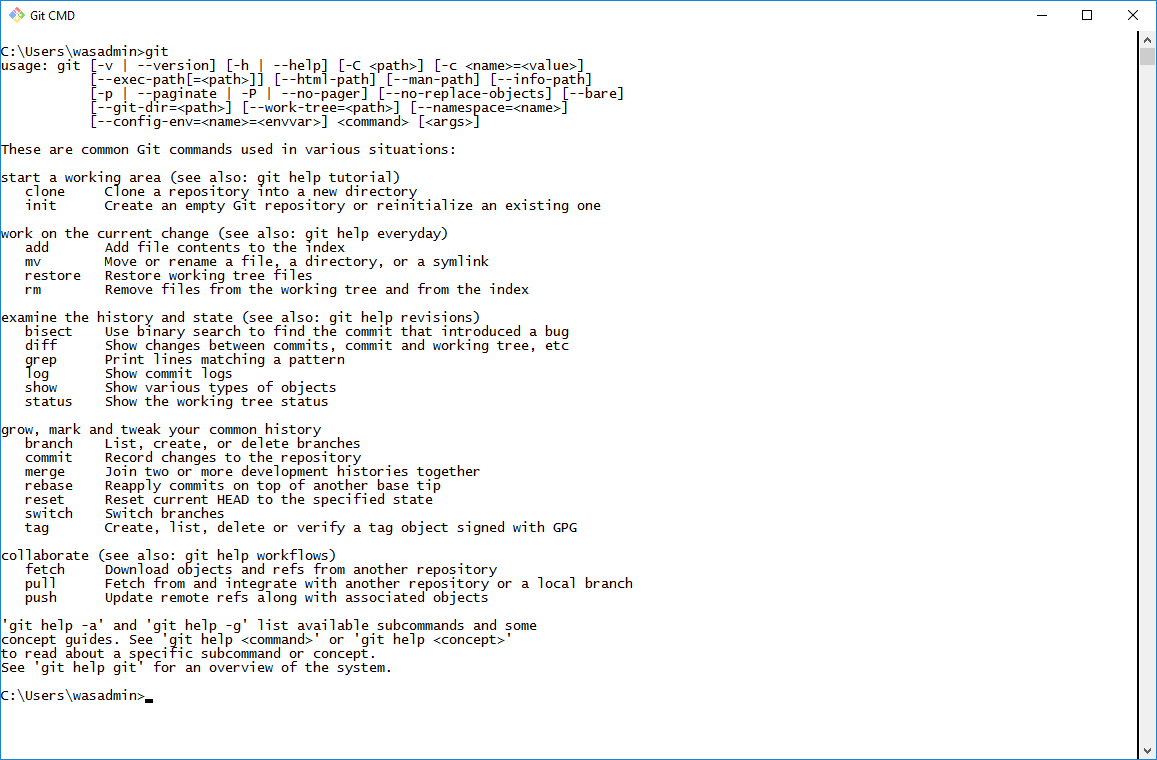 Git CMD
C:\Users\wasadmin>git
usage: git [-v | --version] [-h | --help] [-C <path>] [-c <name>=<value>]
           [--exec-path[=<path>]] [--html-path] [--man-path] [--info-path]
           [-p | --paginate | -P | --no-pager] [--no-replace-objects] [--bare]
           [--git-dir=<path>] [--work-tree=<path>] [--namespace=<name>]
           [--config-env=<name>=<envvar>] <command> [<args>]
These are common Git commands used in various situations:
start a working area (see also: git help tutorial)
   clone     Clone a repository into a new directory
   init      Create an empty Git repository or reinitialize an existing one
work on the current change (see also: git help everyday)
   add       Add file contents to the index
   mv        Move or rename a file, a directory, or a symlink
   restore   Restore working tree files
   rm        Remove files from the working tree and from the index
examine the history and state (see also: git help revisions)
   bisect    Use binary search to find the commit that introduced a bug
   diff      Show changes between commits, commit and working tree, etc
   grep      Print lines matching a pattern
   log       Show commit logs
   show      Show various types of objects
   status    Show the working tree status
grow, mark and tweak your common history
   branch    List, create, or delete branches
   commit    Record changes to the repository
   merge     Join two or more development histories together
   rebase    Reapply commits on top of another base tip
   reset     Reset current HEAD to the specified state
   switch    Switch branches
   tag       Create, list, delete or verify a tag object signed with GPG
collaborate (see also: git help workflows)
   fetch     Download objects and refs from another repository
   pull      Fetch from and integrate with another repository or a local branch
   push      Update remote refs along with associated objects
'git help -a' and 'git help -g' list available subcommands and some
concept guides. See 'git help <command>' or 'git help <concept>'
to read about a specific subcommand or concept.
See 'git help git' for an overview of the system.
C:\Users\wasadmin>